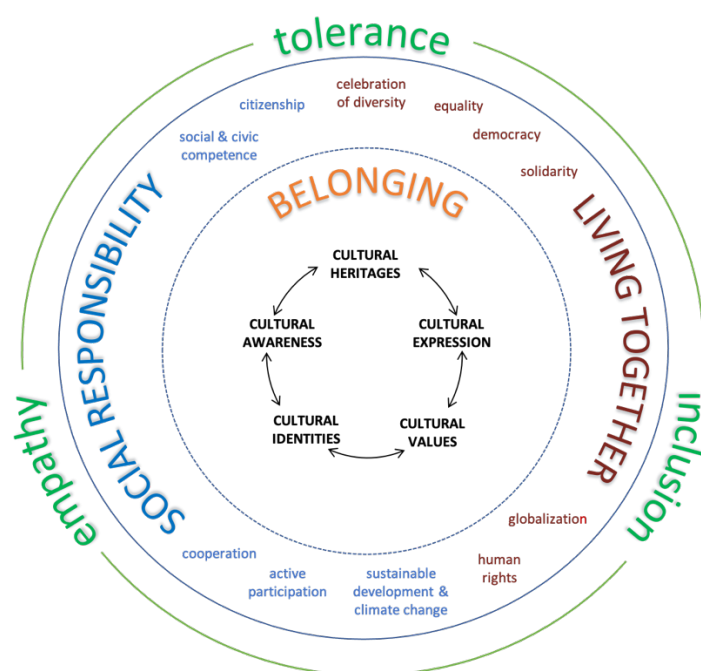 tolerance
celebration
of diversity
citizenship
equality
social & civic
competence
democracy
solidarity
BELONGING
SOCIAL RESPONSIBILITY
LIVING TOGETHER
CULTURAL
HERITAGES
CULTURAL
AWARENESS
CULTURAL
EXPRESSION
CULTURAL
IDENTITIES
CULTURAL
VALUES
empathy
inclusion
globalization
cooperation
human
rights
active
participation
sustainable
development &
climate change